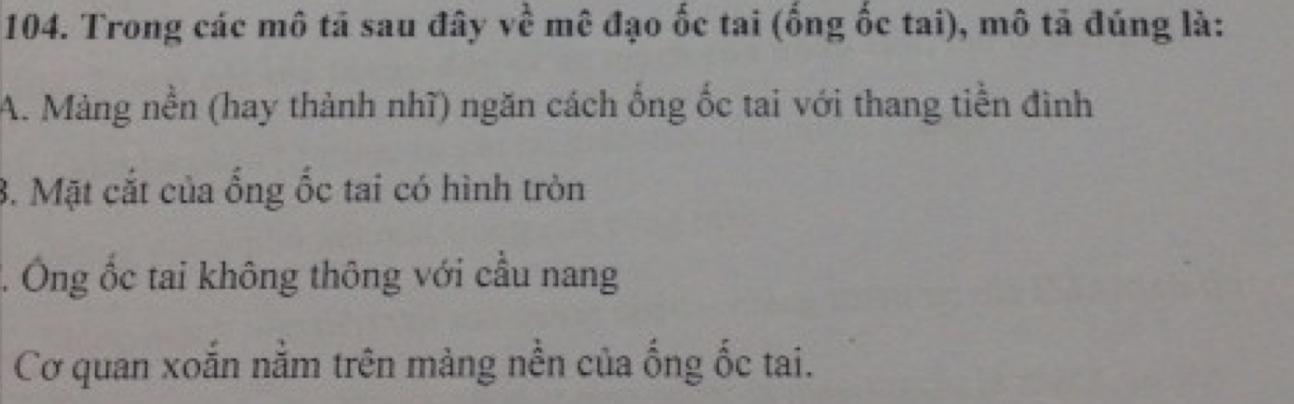 104. Trong các mô tả sau đây về mê đạo ốc tai (ống ốc tai), mô tả đúng là:
A. Màng nền (hay thành nhĩ) ngăn cách ống ốc tai với thang tiền đình
B. Mặt cắt của ống ốc tai có hình tròn
. Ống ốc tai không thông với cầu nang
Cơ quan xoắn nằm trên màng nền của ống ốc tai.